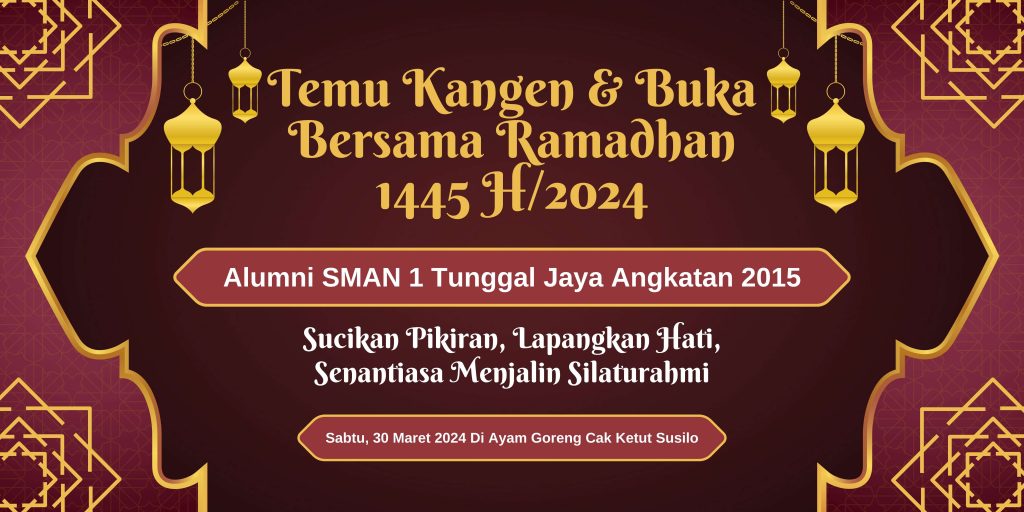 Temu Kangen & Buka
Bersama Ramadhan
1445 H/2024
Alumni SMAN 1 Tunggal Jaya Angkatan 2015
Sucikan Pikiran, Lapangkan Hati,
Senantiasa Menjalin Silaturahmi
Sabtu, 30 Maret 2024 Di Ayam Goreng Cak Ketut Susilo